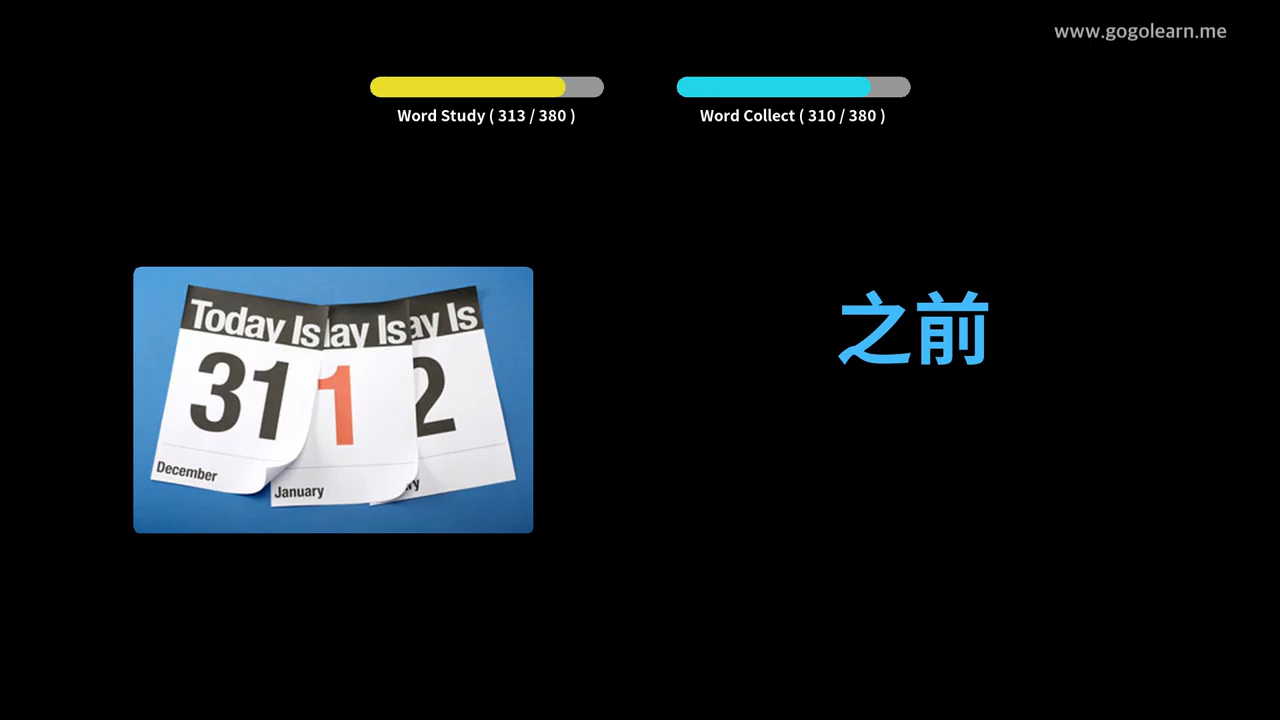 www.gogolearn.me
Word Study ( 313 / 380 )
Word Collect ( 310 / 380 )
之前
Today Is
31
December
ay Is
1
January
ay Is
2
ry